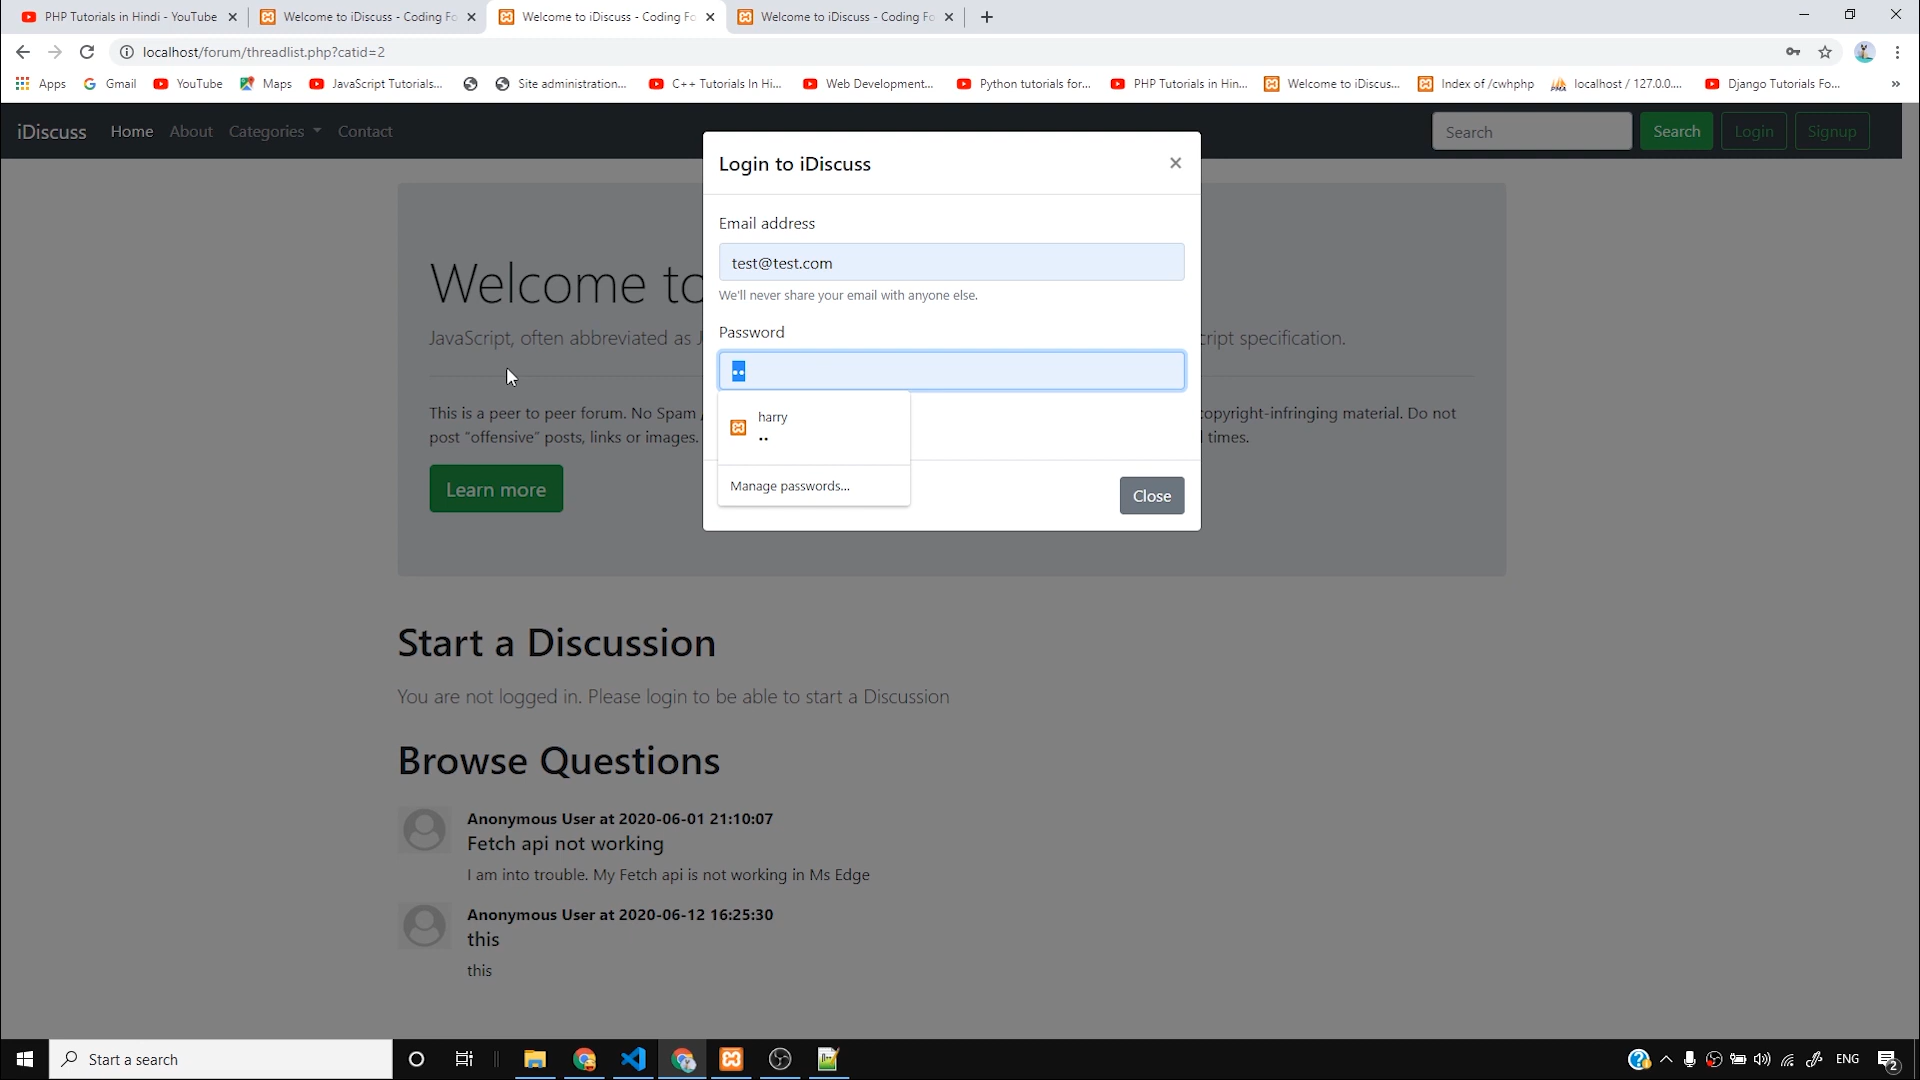 PHP Tutorials in Hindi - YouTube
Welcome to iDiscuss - Coding Fo
Welcome to iDiscuss - Coding Fo
Welcome to iDiscuss - Coding Fo
localhost/forum/threadlist.php?catid=2
Apps
Gmail
YouTube
Maps
JavaScript Tutorials...
Site administration...
C++ Tutorials In Hi...
Web Development...
Python tutorials for...
PHP Tutorials in Hin...
Welcome to iDiscus...
Index of /cwhphp
localhost / 127.0.0....
Django Tutorials Fo...
»
iDiscuss
Home
About
Categories
Contact
Search
Search
Login
Signup
Login to iDiscuss
×
Email address
test@test.com
We'll never share your email with anyone else.
Password
harry
Manage passwords...
Close
Welcome to
JavaScript, often abbreviated as J
cript specification.
This is a peer to peer forum. No Spam
opyright-infringing material. Do not
post “offensive” posts, links or images.
times.
Learn more
Start a Discussion
You are not logged in. Please login to be able to start a Discussion
Browse Questions
Anonymous User at 2020-06-01 21:10:07
Fetch api not working
I am into trouble. My Fetch api is not working in Ms Edge
Anonymous User at 2020-06-12 16:25:30
this
this
Start a search
ENG
2